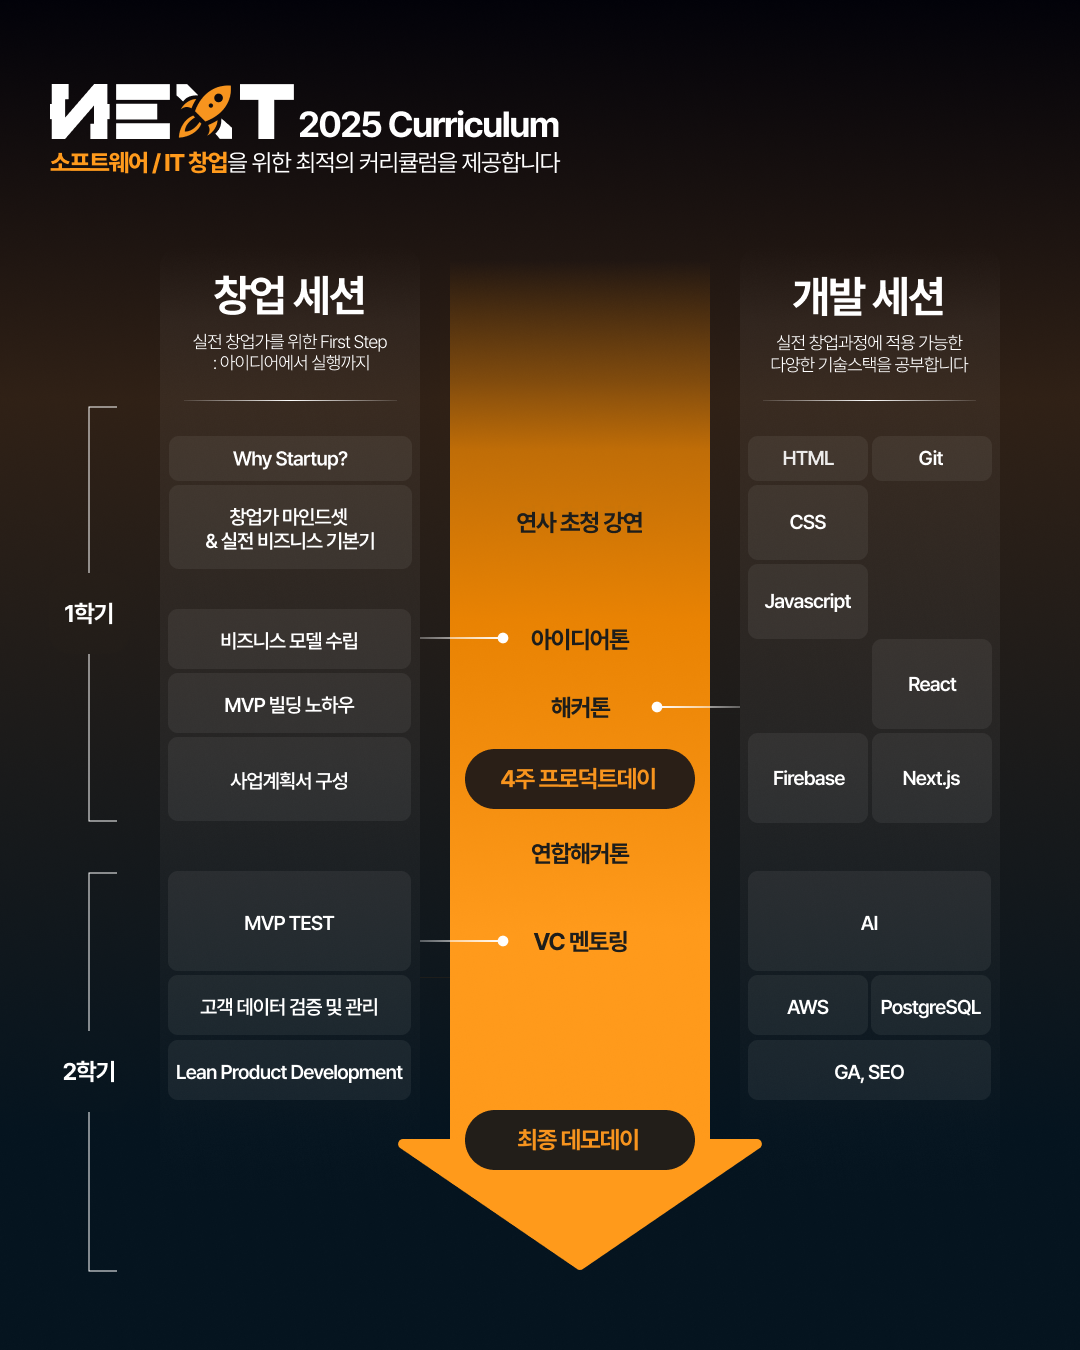 NEXT 2025 Curriculum
소프트웨어 / IT 창업을 위한 최적의 커리큘럼을 제공합니다
창업 세션
실전 창업가를 위한 First Step
: 아이디어에서 실행까지
개발 세션
실전 창업과정에 적용 가능한
다양한 기술스택을 공부합니다
1학기
Why Startup?
창업가 마인드셋
& 실전 비즈니스 기본기
비즈니스 모델 수립
MVP 빌딩 노하우
사업계획서 구성
연사 초청 강연
아이디어톤
해커톤
4주 프로덕트데이
연합해커톤
HTML
Git
CSS
Javascript
React
Firebase
Next.js
2학기
MVP TEST
고객 데이터 검증 및 관리
Lean Product Development
VC 멘토링
최종 데모데이
AI
AWS
PostgreSQL
GA, SEO